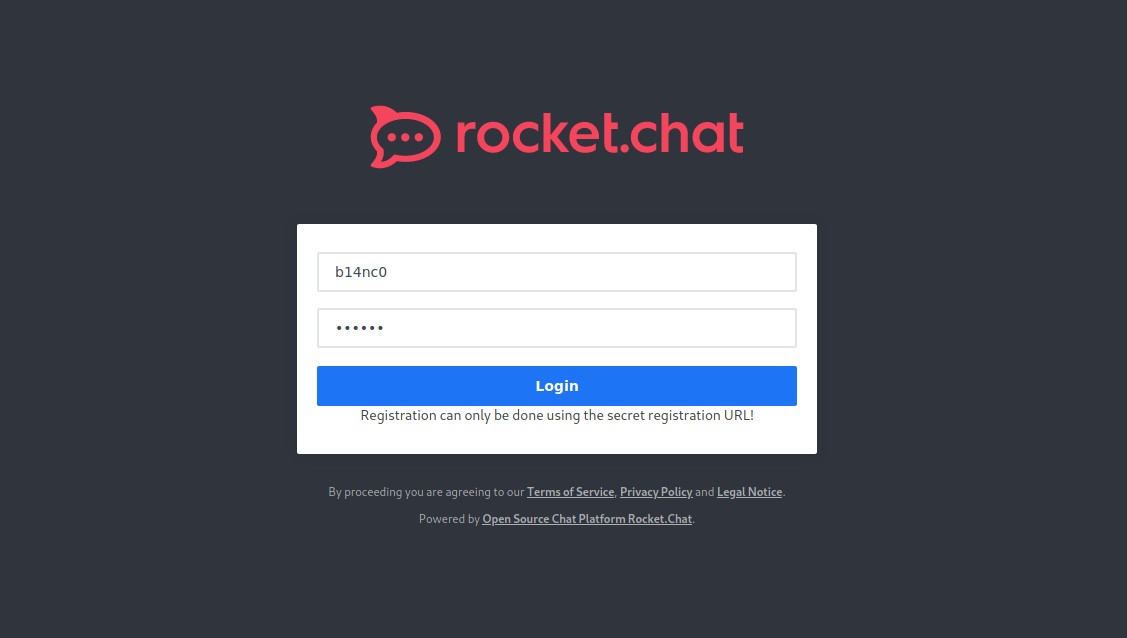 rocket.chat
b14nc0
••••••
Login
Registration can only be done using the secret registration URL!
By proceeding you are agreeing to our Terms of Service, Privacy Policy and Legal Notice.
Powered by Open Source Chat Platform Rocket.Chat.